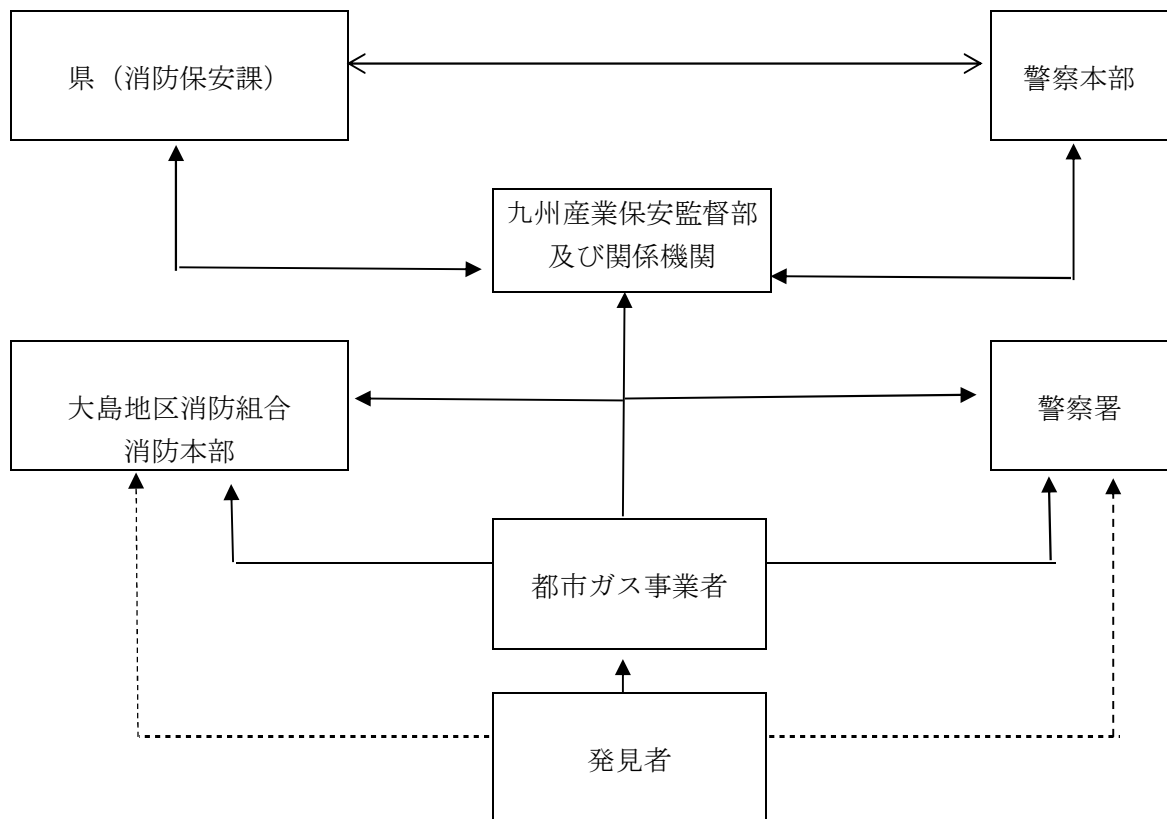 県（消防保安課）
警察本部
九州産業保安監督部
及び関係機関
大島地区消防組合
消防本部
警察署
都市ガス事業者
発見者